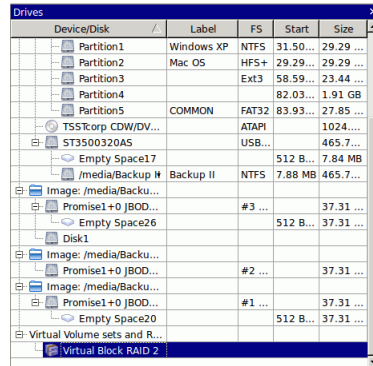 Drives
Device/Disk Label FS Start Size
Partition1 Windows XP NTFS 31.50... 29.29 ...
Partition2 Mac OS HFS+ 29.29... 29.29 ...
Partition3 Ext3 58.59... 23.44 ...
Partition4 82.03... 1.91 GB
Partition5 COMMON FAT32 83.93... 27.85 ...
TSSTcorp CDW/DV... ATAPI 1024....
ST3500320AS USB... 465.7...
Empty Space17 512 B 7.84 MB
/media/Backup II Backup II NTFS 7.88 MB 465.7...
Image: /media/Backu...
Promise1+0 JBOD... #3 ... 37.31 ...
Empty Space26 512 B... 37.31 ...
Disk1
Image: /media/Backu...
Promise1+0 JBOD... #2 ... 37.31 ...
Image: /media/Backu...
Promise1+0 JBOD... #1 ... 37.31 ...
Empty Space20 512 B... 37.31 ...
Virtual Volume sets and R...
Virtual Block RAID 2